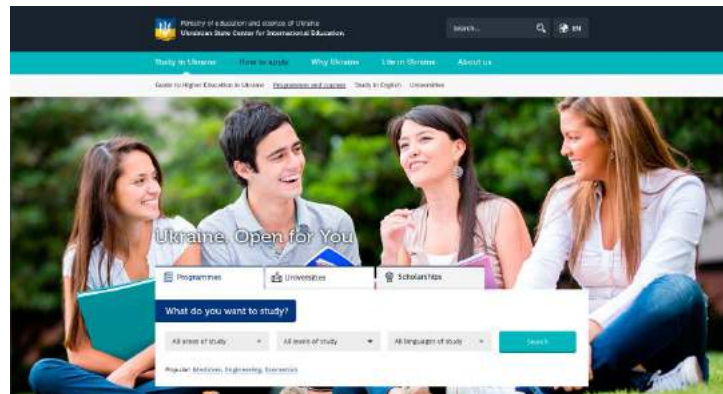 Ministry of education and science of Ukraine
Ukrainian State Center for International Education
Search...
EN
Study in Ukraine How to apply Why Ukraine Life in Ukraine About us
Guide to Higher Education in Ukraine Programmes and courses Study in English Universities
Ukraine. Open for You
Programmes Universities Scholarships
What do you want to study?
All areas of study All levels of study All languages of study Search
Popular: Medicine, Engineering, Economics